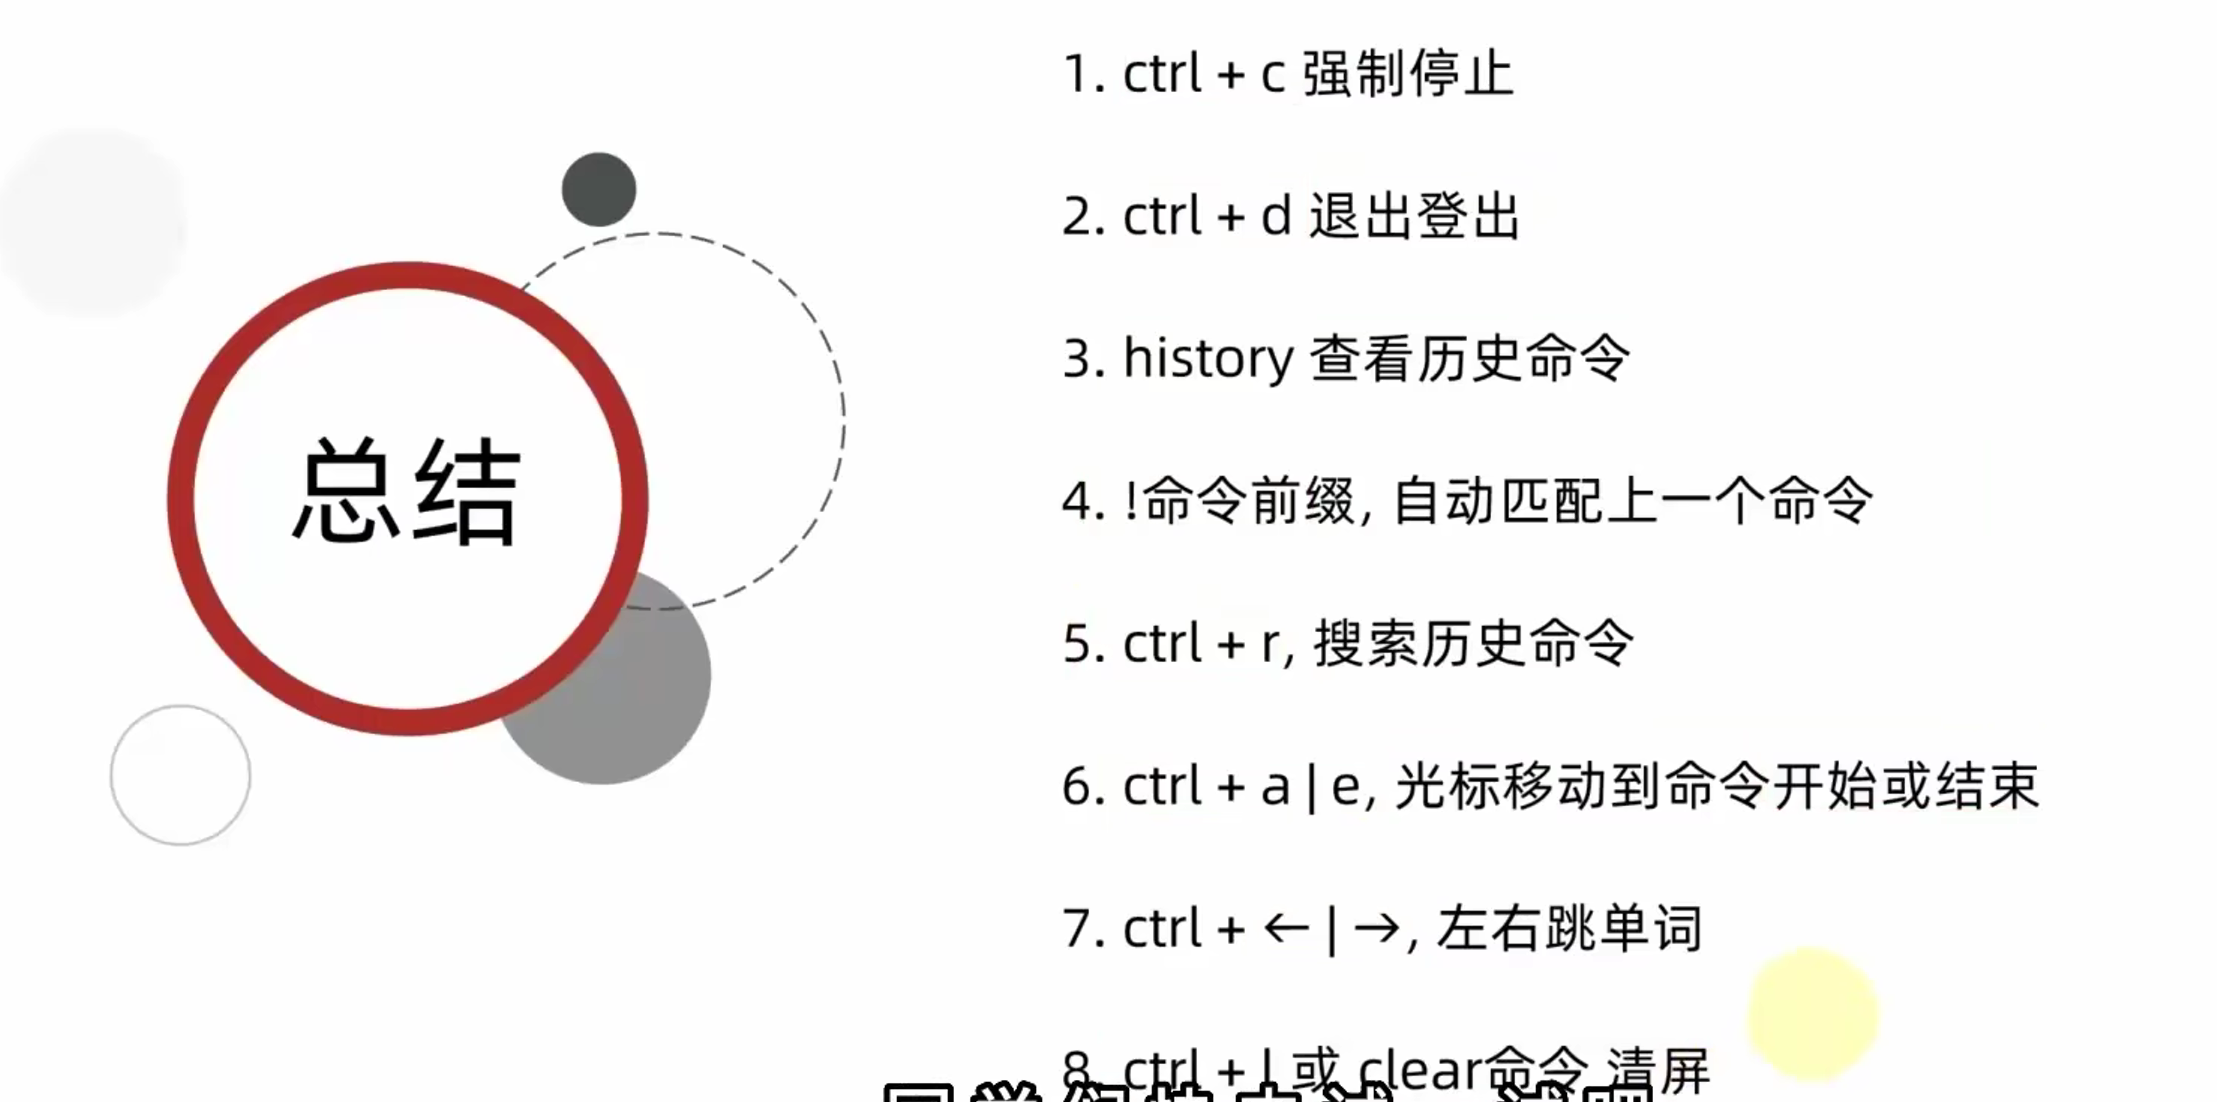 总结
1. ctrl + c 强制停止
2. ctrl + d 退出登出
3. history 查看历史命令
4. !命令前缀, 自动匹配上一个命令
5. ctrl + r, 搜索历史命令
6. ctrl + a | e, 光标移动到命令开始或结束
7. ctrl + ← | →, 左右跳单词
8. ctrl + l 或 clear命令 清屏